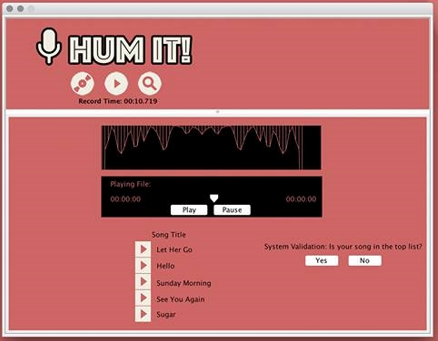 HUM IT!
Record Time: 00:10.719
Playing File:
00:00:00 00:00:00
Play Pause
Song Title
Let Her Go
Hello
Sunday Morning
See You Again
Sugar
System Validation: Is your song in the top list?
Yes No